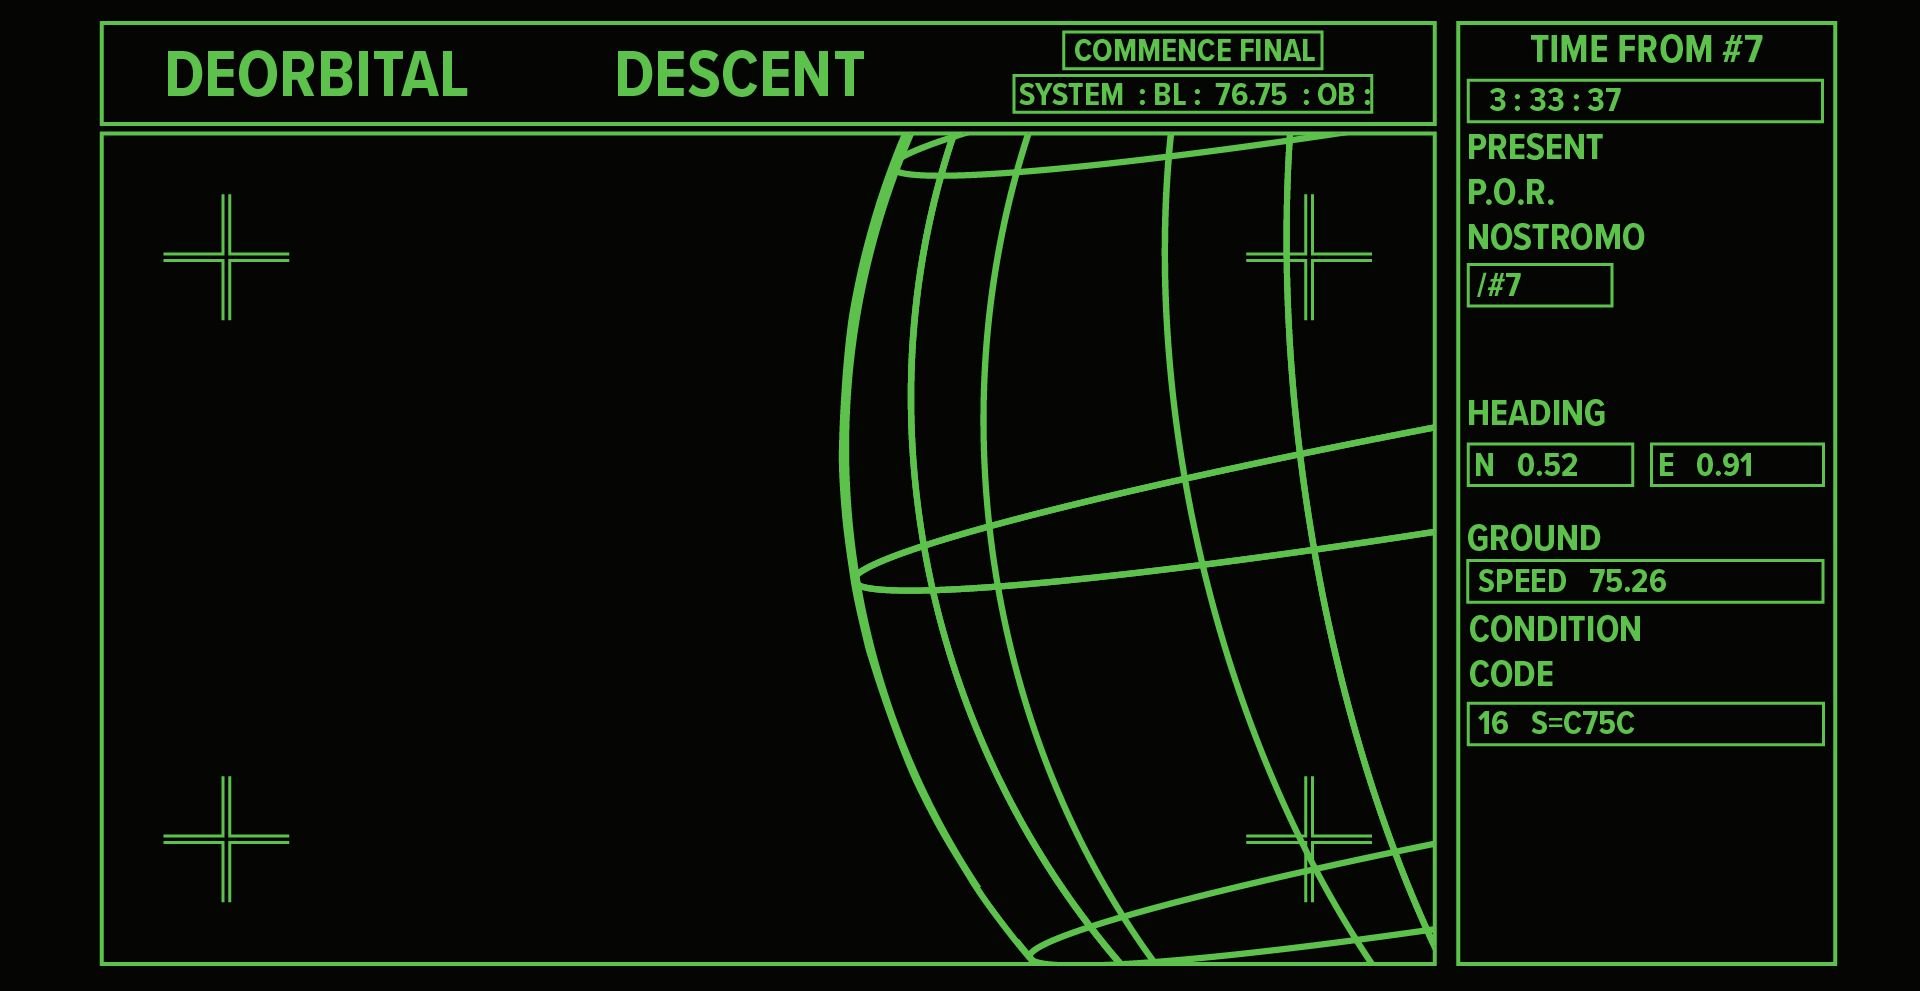 DEORBITAL DESCENT
COMMENCE FINAL
SYSTEM : BL : 76.75 : OB :
TIME FROM #7
3 : 33 : 37
PRESENT
P.O.R.
NOSTROMO
/#7
HEADING
N 0.52 E 0.91
GROUND
SPEED 75.26
CONDITION
CODE
16 S=C75C